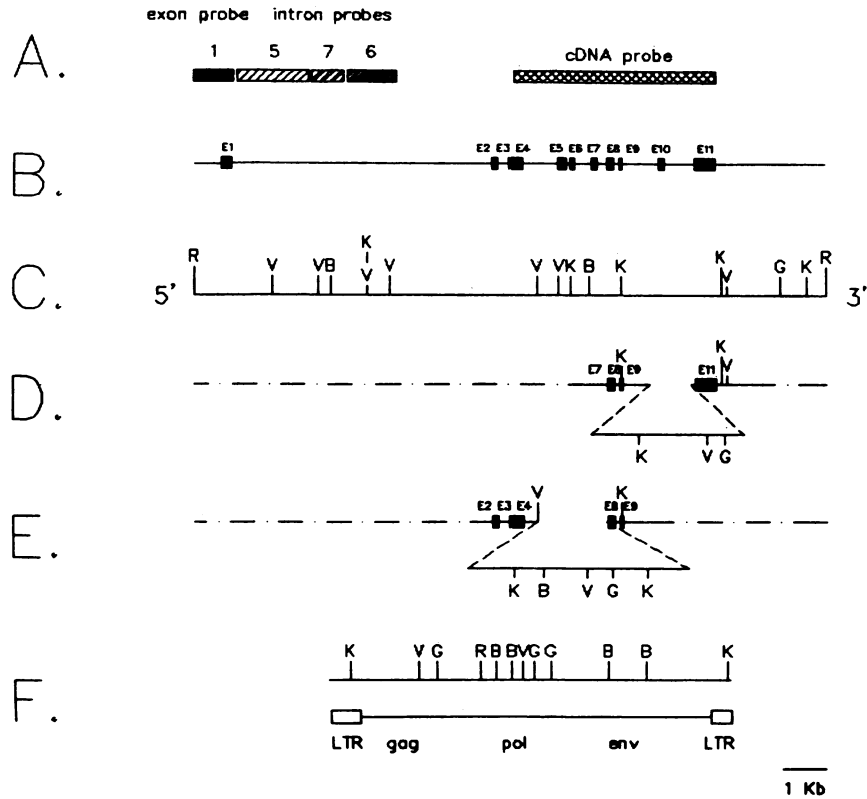 exon probe intron probes
1 5 7 6
cDNA probe
A.
B.
E1 E2 E3 E4 E5 E6 E7 E8 E9 E10 E11
K
R V V B V V V V K B K K V G K R
C.
5' 3'
K
K V
E7 E8 E9 E11
D.
K V G
V K
E2 E3 E4 E8 E9
E.
K B V G K
K V G R B B V G G B B K
F.
LTR gag pol env LTR
1 Kb